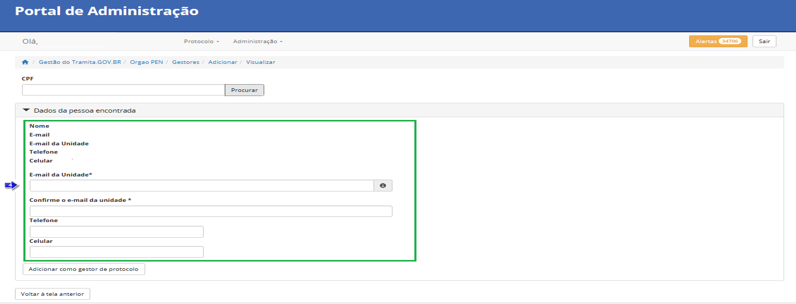 Portal de Administração
Olá, Protocolo Administração Alertas 94796 Sair
/ Gestão do Tramita.GOV.BR / Orgao PEN / Gestores / Adicionar / Visualizar
CPF
Procurar
Dados da pessoa encontrada
Nome
E-mail
E-mail da Unidade
Telefone
Celular
E-mail da Unidade*
Confirme o e-mail da unidade *
Telefone
Celular
Adicionar como gestor de protocolo
Voltar à tela anterior